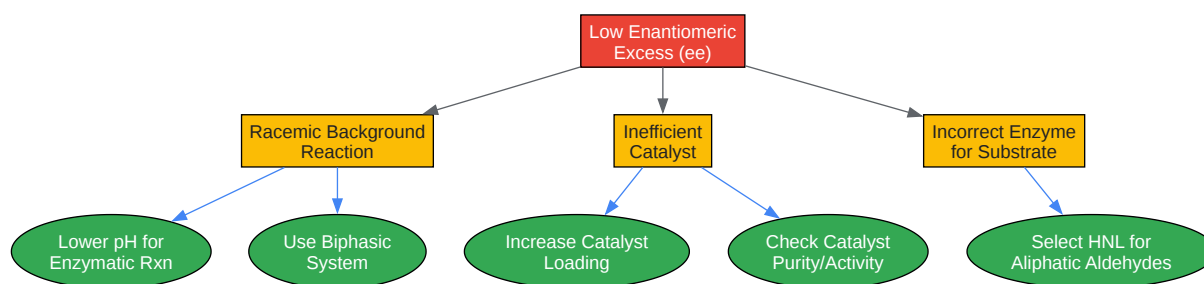 Low Enantiomeric
Excess (ee)
Racemic Background
Reaction
Inefficient
Catalyst
Incorrect Enzyme
for Substrate
Lower pH for
Enzymatic Rxn
Use Biphasic
System
Increase Catalyst
Loading
Check Catalyst
Purity/Activity
Select HNL for
Aliphatic Aldehydes